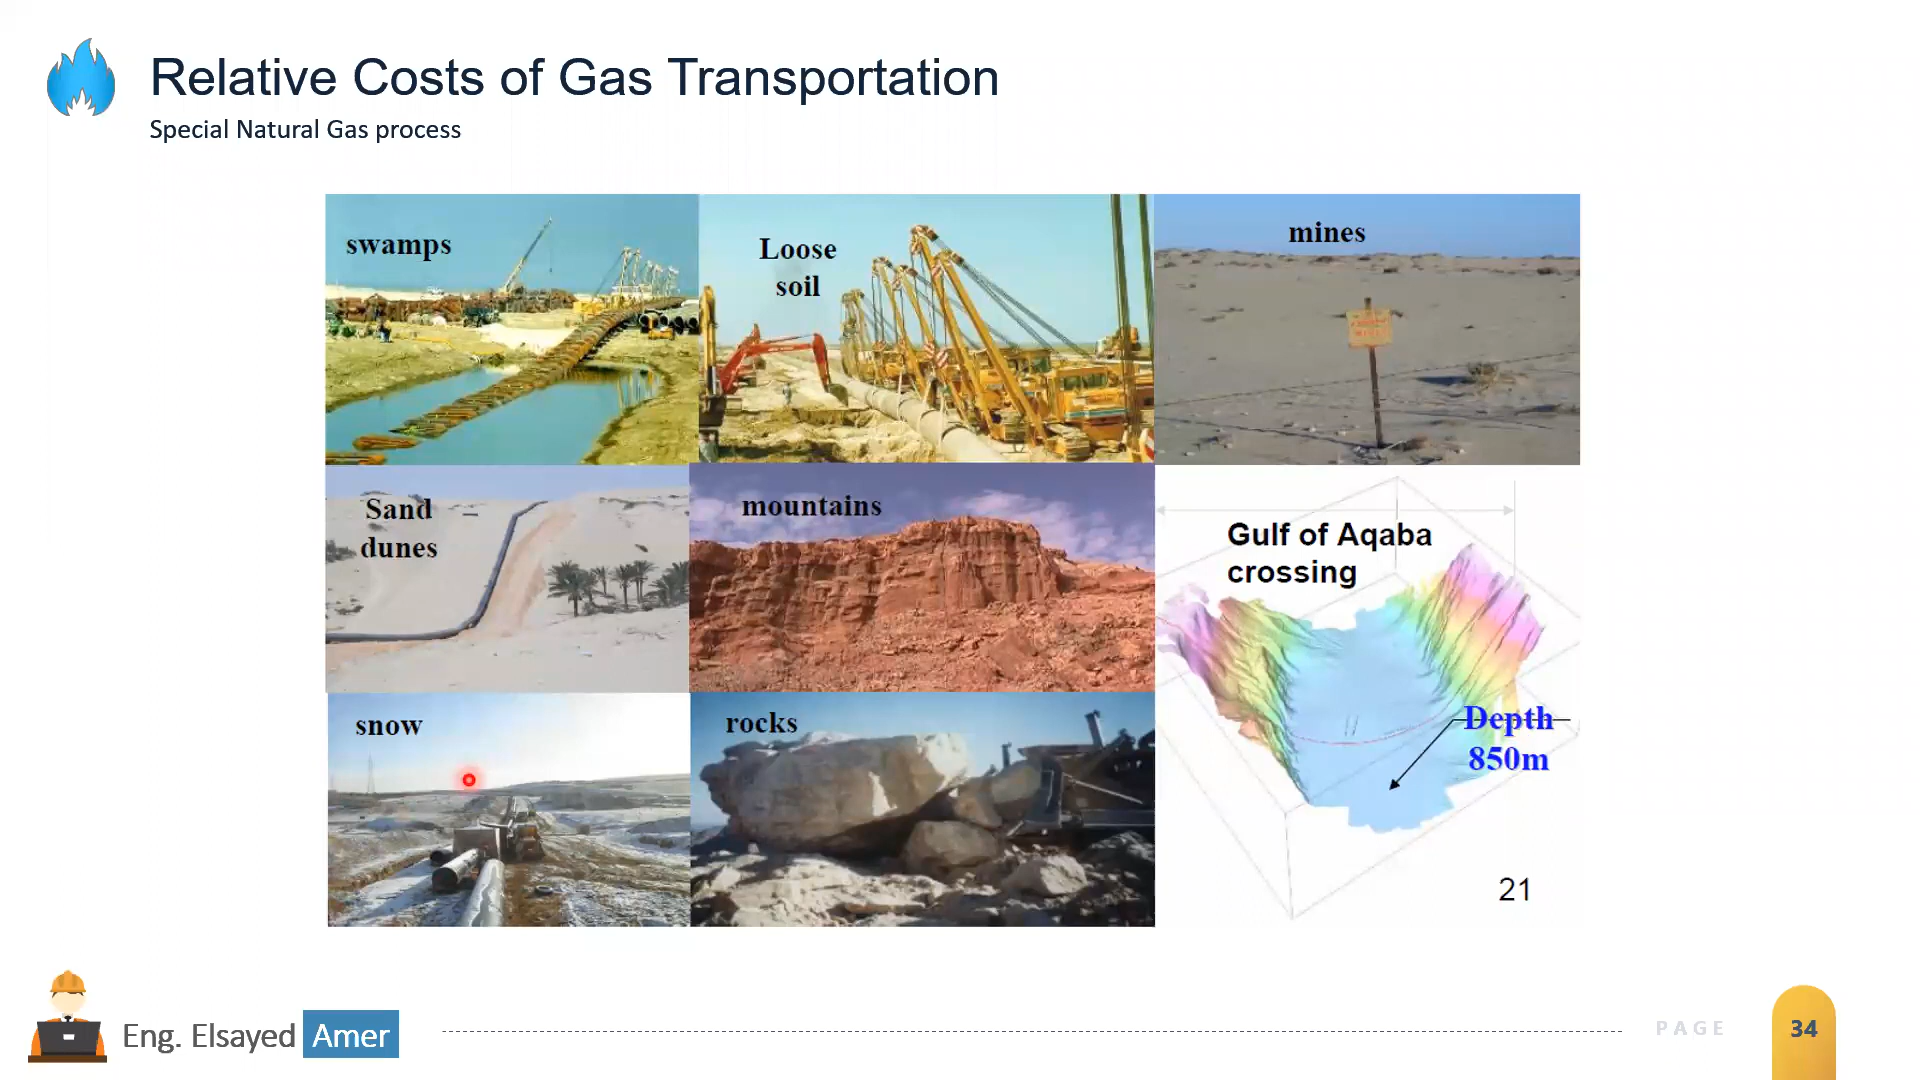 Relative Costs of Gas Transportation
Special Natural Gas process
swamps
Loose
soil
mines
Sand
dunes
mountains
Gulf of Aqaba
crossing
Depth
850m
snow
rocks
21
Eng. Elsayed Amer
PAGE
34